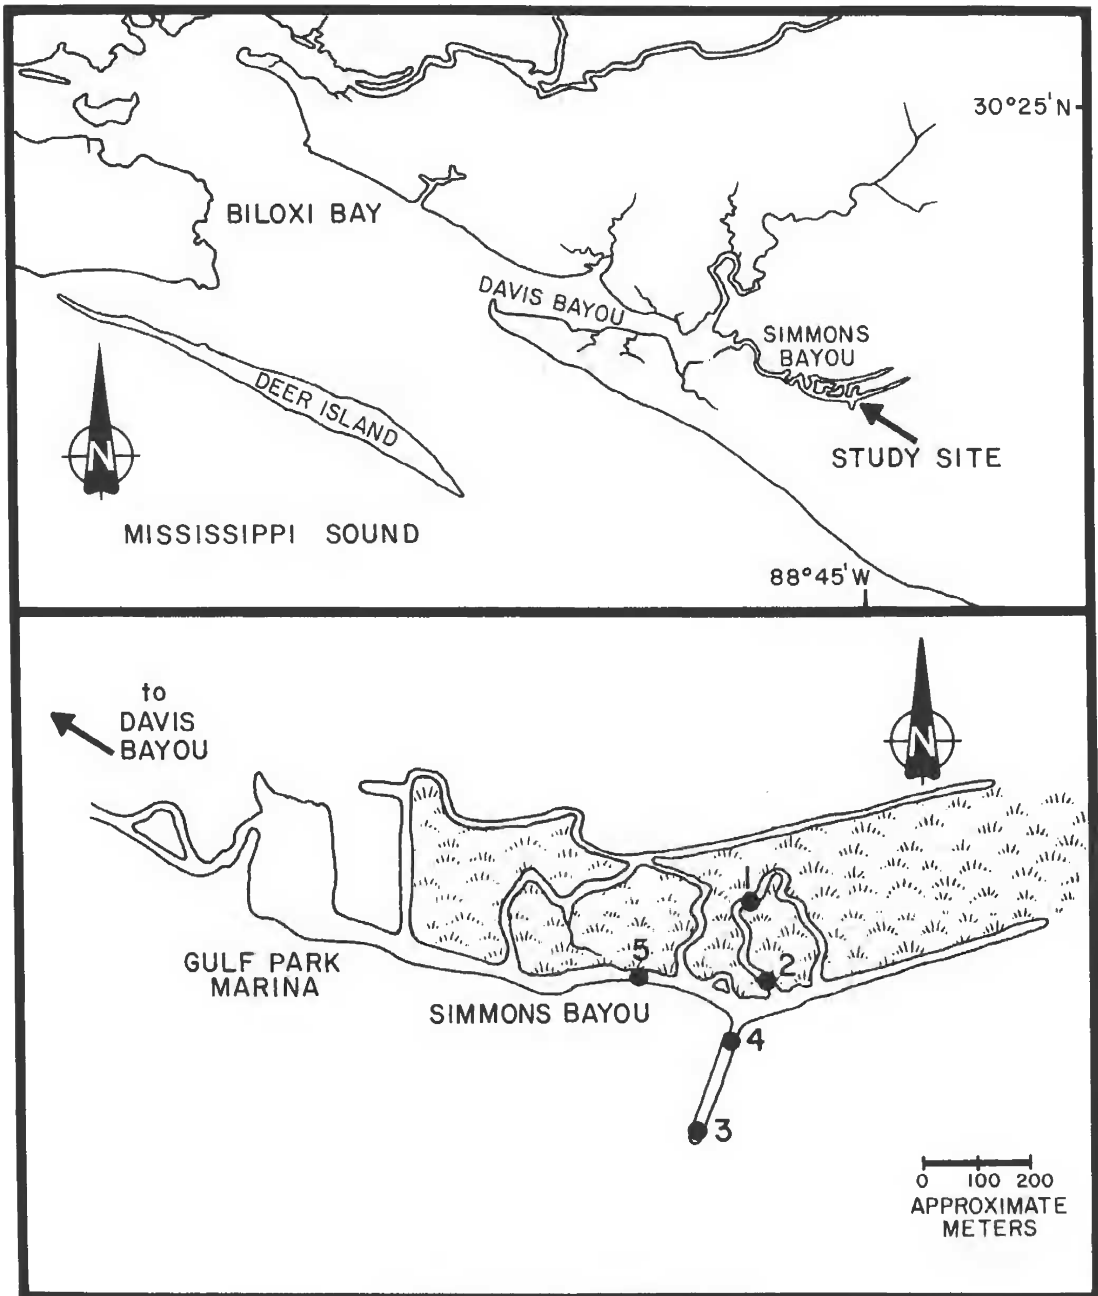 30°25'N
BILOXI BAY
DAVIS BAYOU
SIMMONS
BAYOU
DEER ISLAND
N
STUDY SITE
MISSISSIPPI SOUND
88°45'W
to
DAVIS
BAYOU
N
1
5
2
GULF PARK
MARINA
SIMMONS BAYOU
4
3
0 100 200
APPROXIMATE
METERS